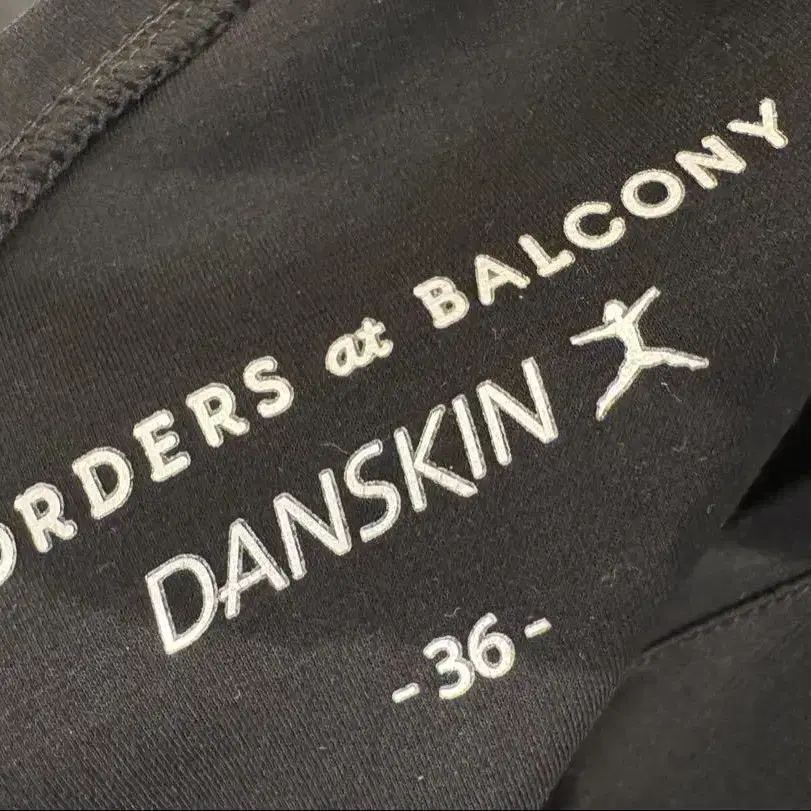 ORDERS at BALCONY
DANSKIN
-36-